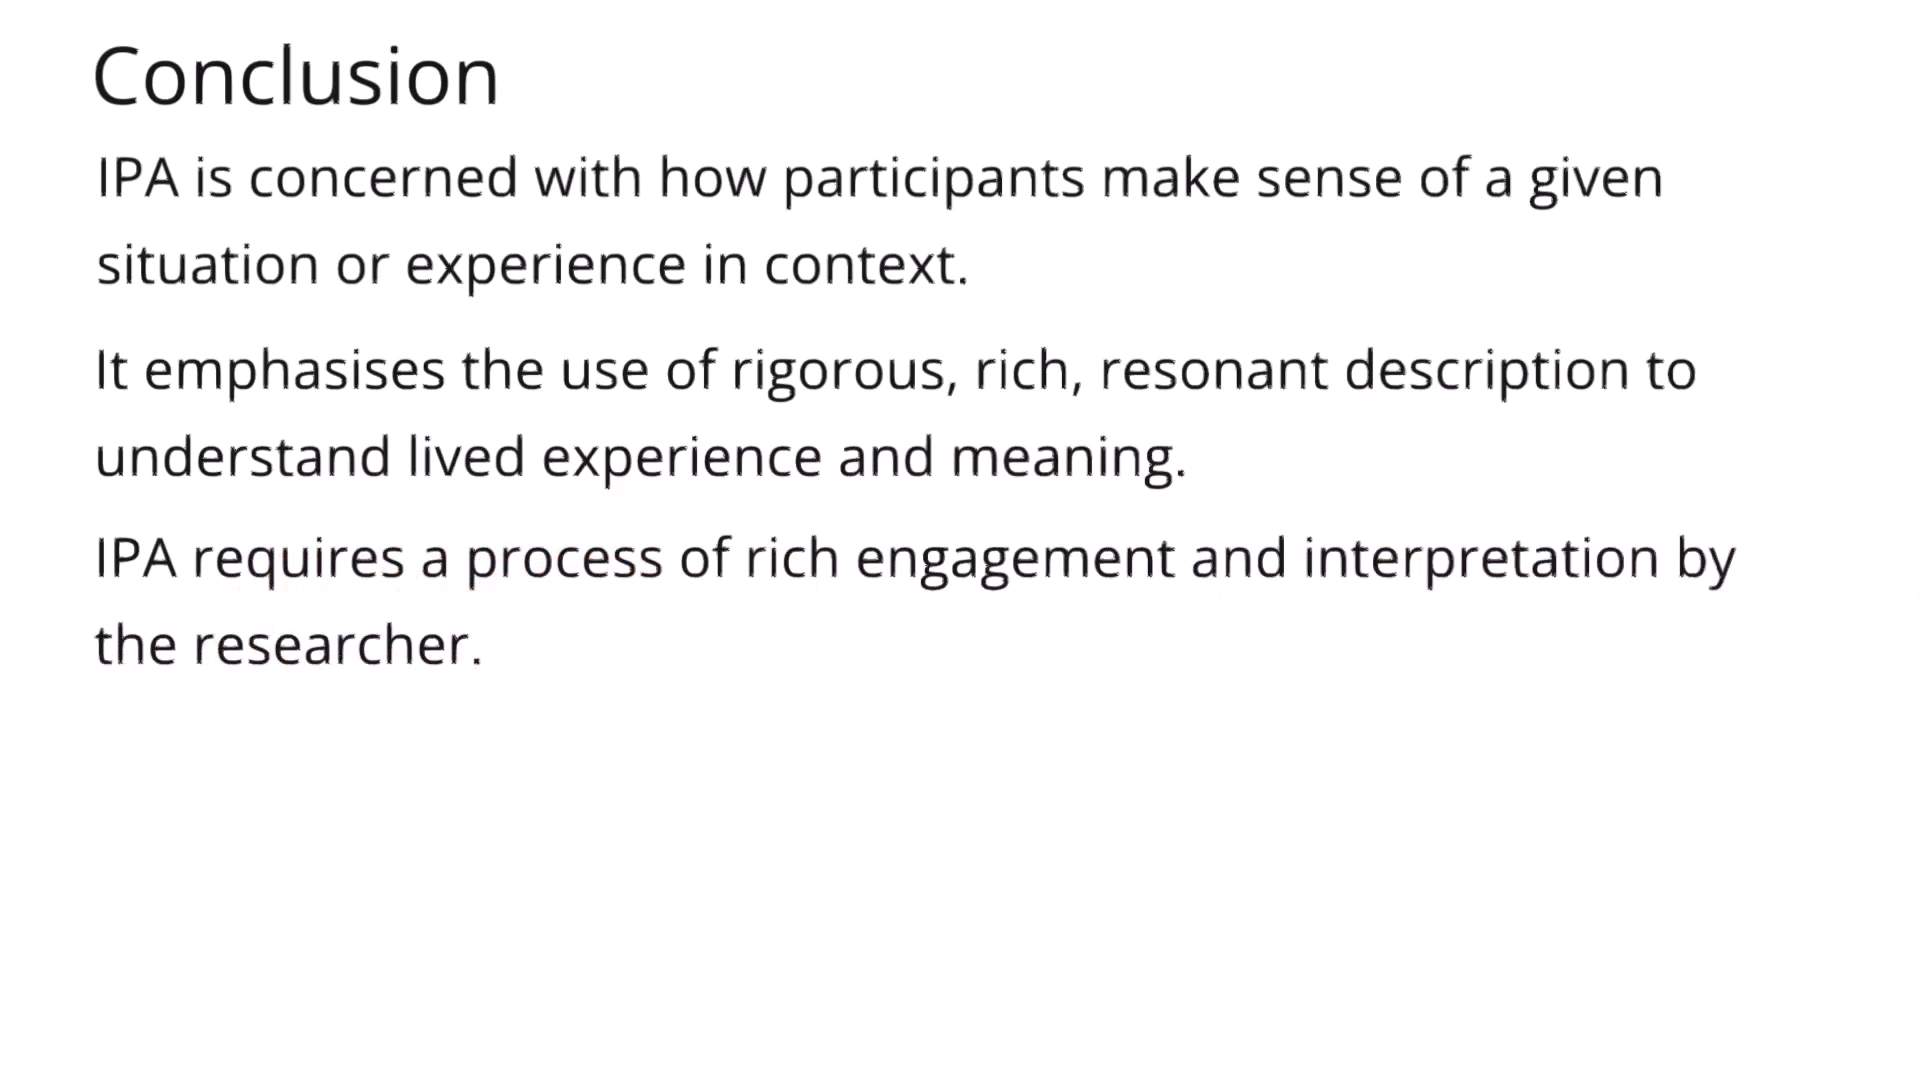 Conclusion
IPA is concerned with how participants make sense of a given
situation or experience in context.
It emphasises the use of rigorous, rich, resonant description to
understand lived experience and meaning.
IPA requires a process of rich engagement and interpretation by
the researcher.